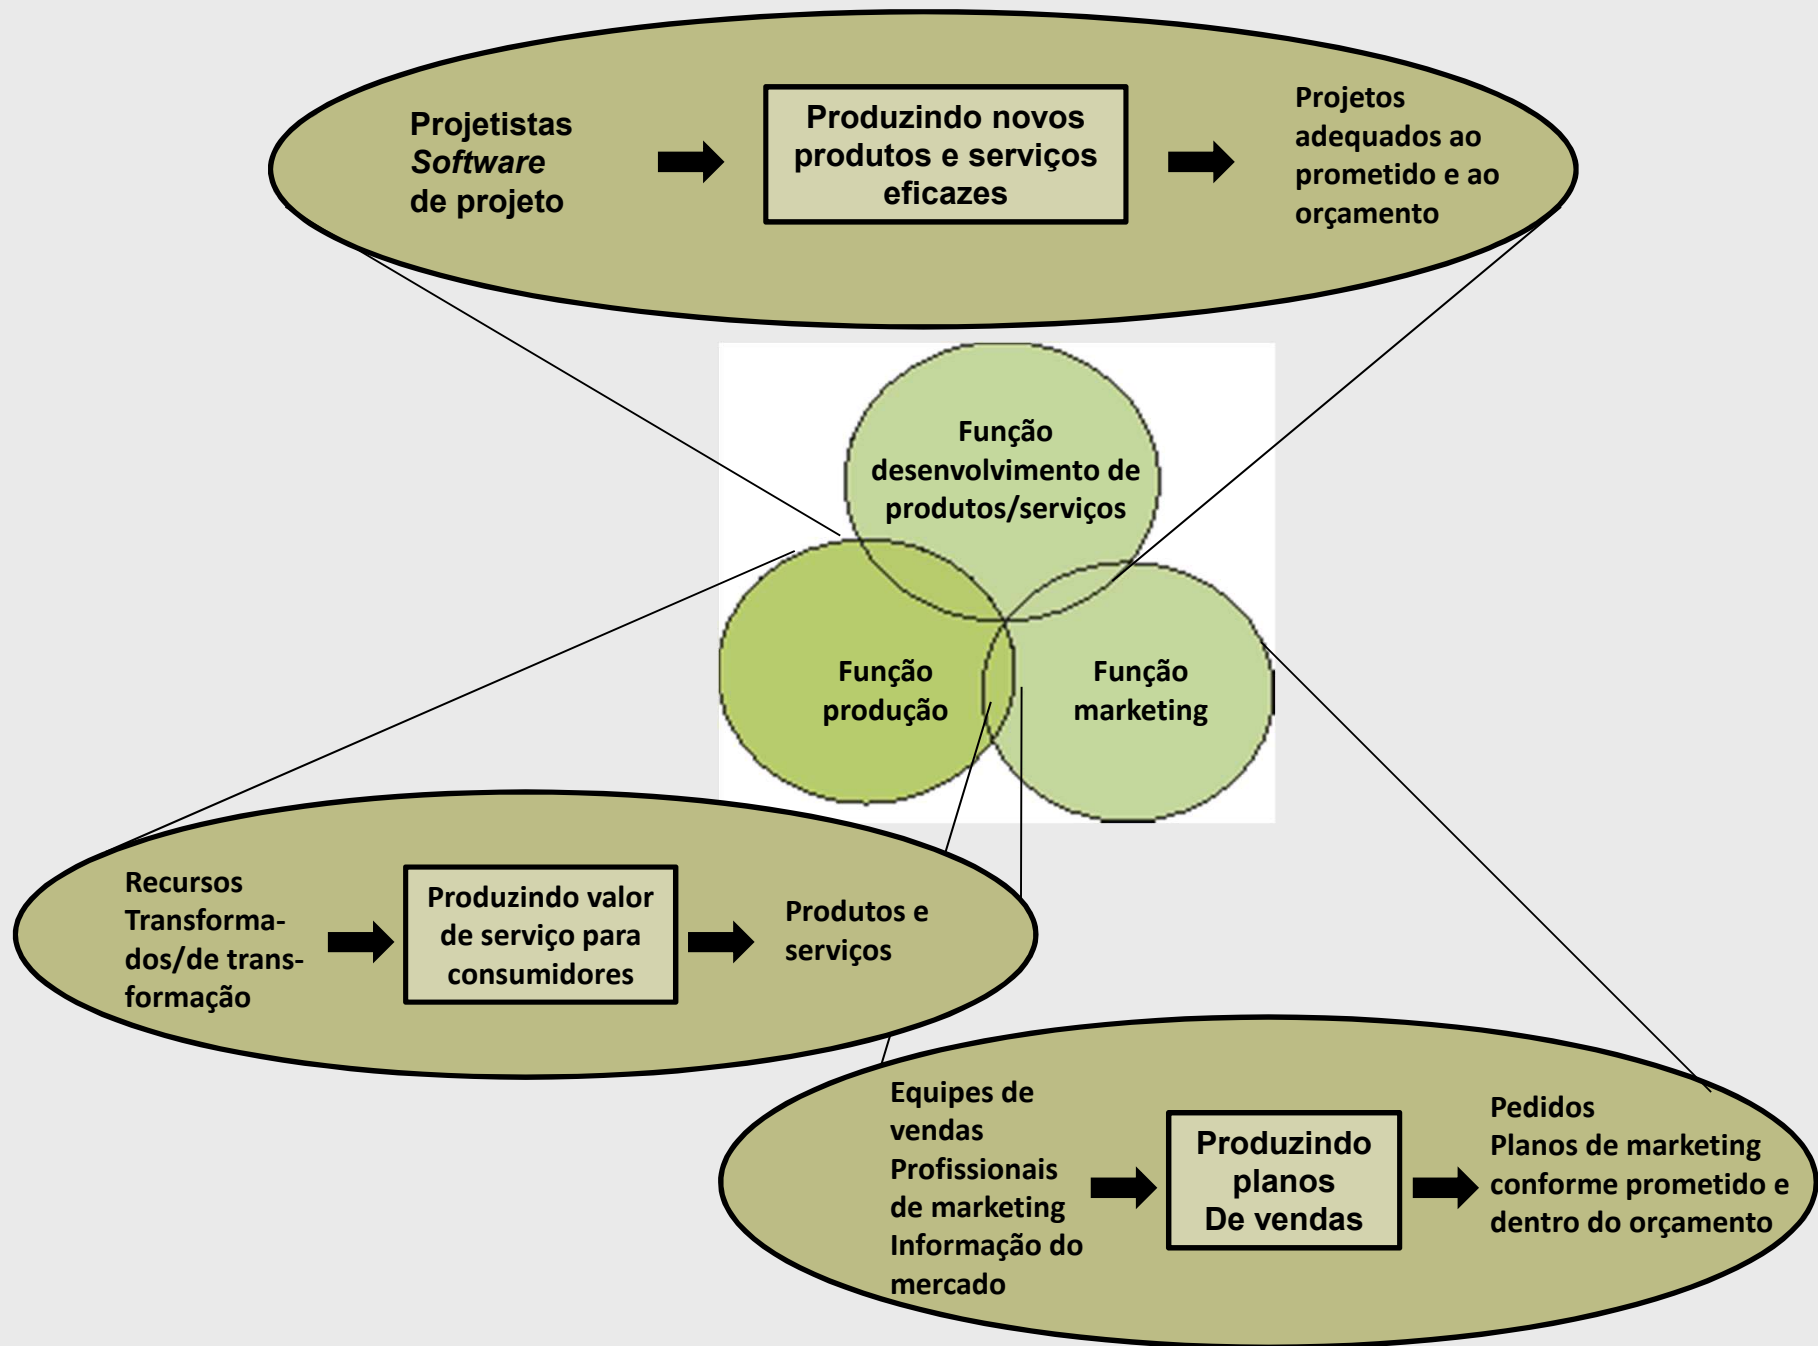 Projetistas
Software
de projeto
Produzindo novos
produtos e serviços
eficazes
Projetos
adequados ao
prometido e ao
orçamento
Função
desenvolvimento de
produtos/serviços
Função
produção
Função
marketing
Recursos
Transforma-
dos/de trans-
formação
Produzindo valor
de serviço para
consumidores
Produtos e
serviços
Equipes de
vendas
Profissionais
de marketing
Informação do
mercado
Produzindo
planos
De vendas
Pedidos
Planos de marketing
conforme prometido e
dentro do orçamento